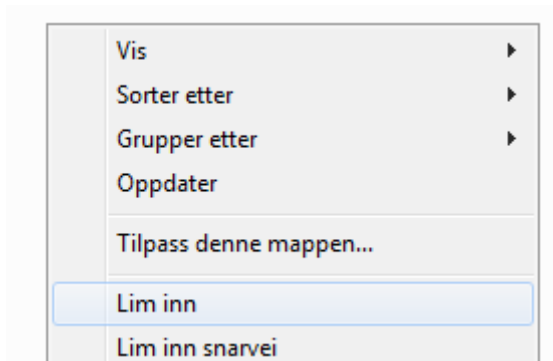 Vis
Sorter etter
Grupper etter
Oppdater
Tilpass denne mappen...
Lim inn
Lim inn snarvei